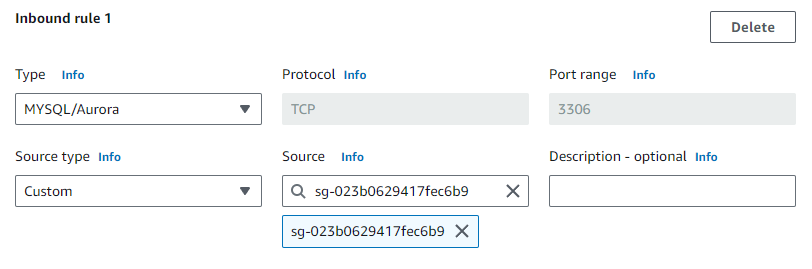 Inbound rule 1
Delete
Type Info
Protocol Info
Port range Info
MYSQL/Aurora
TCP
3306
Source type Info
Source Info
Description - optional Info
Custom
sg-023b0629417fec6b9
sg-023b0629417fec6b9